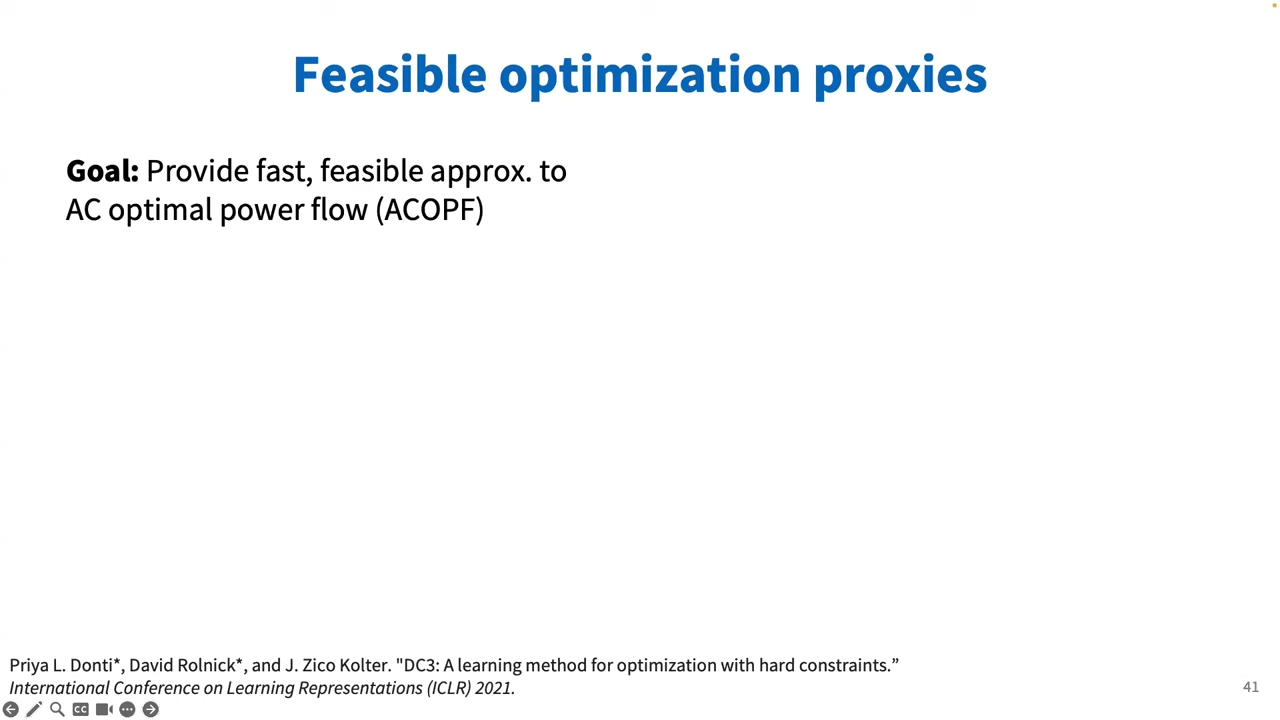 Feasible optimization proxies
Goal: Provide fast, feasible approx. to
AC optimal power flow (ACOPF)
Priya L. Donti*, David Rolnick*, and J. Zico Kolter. "DC3: A learning method for optimization with hard constraints.”
International Conference on Learning Representations (ICLR) 2021.
41
CC